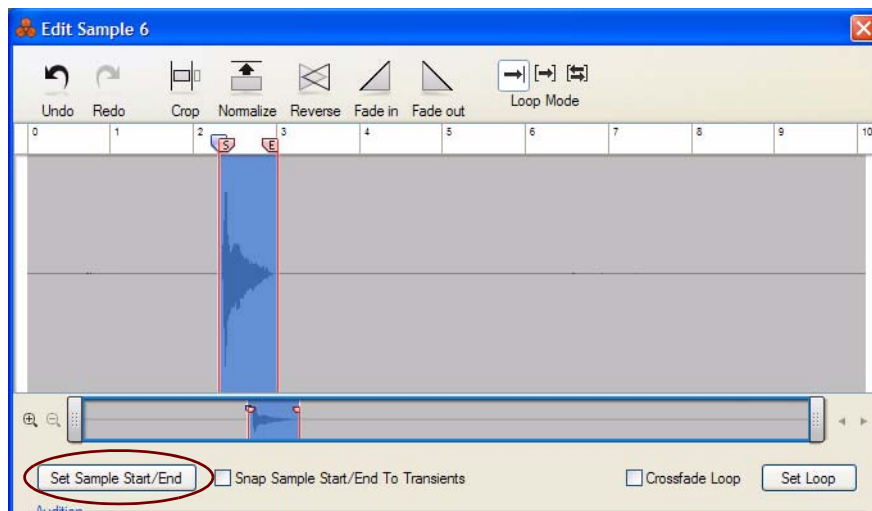 Edit Sample 6
Undo Redo Crop Normalize Reverse Fade in Fade out Loop Mode
0 1 2 3 4 5 6 7 8 9 10
S E
Set Sample Start/End Snap Sample Start/End To Transients Crossfade Loop Set Loop
Audition